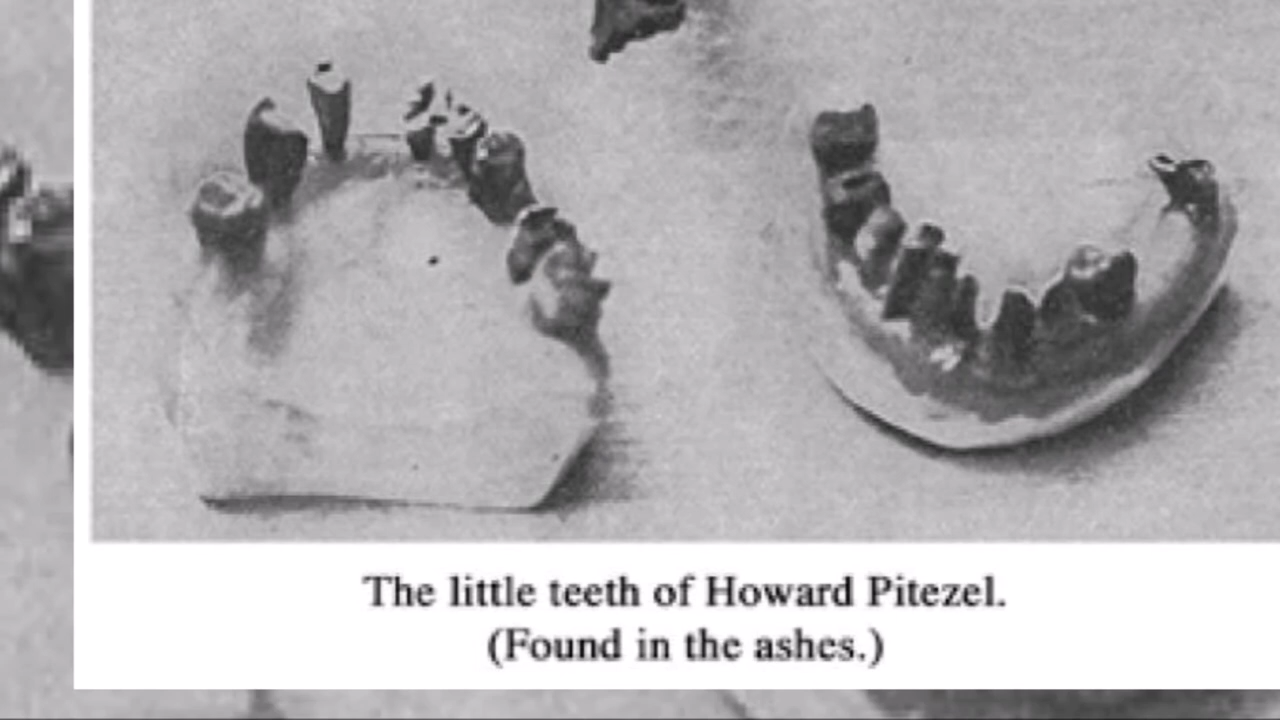 The little teeth of Howard Pitezel.
(Found in the ashes.)